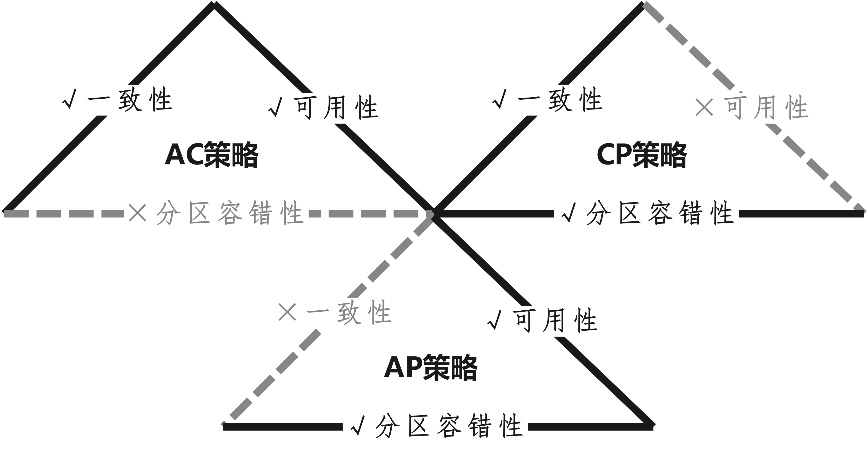 √一致性
√可用性
AC策略
×分区容错性
√一致性
×可用性
CP策略
√分区容错性
×一致性
√可用性
AP策略
√分区容错性